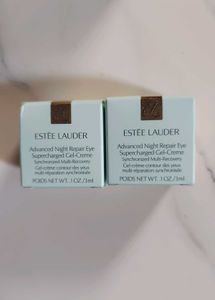 ESTĒE LAUDER
Advanced Night Repair Eye
Supercharged Gel-Creme
Synchronized Multi-Recovery
Gel-crème contour des yeux
multi-réparation synchronisée
POIDS NET WT. .1 OZ./3ml
ESTĒE LAUDER
Advanced Night Repair Eye
Supercharged Gel-Creme
Synchronized Multi-Recovery
Gel-crème contour des yeux
multi-réparation synchronisée
POIDS NET WT. .1 OZ./3ml